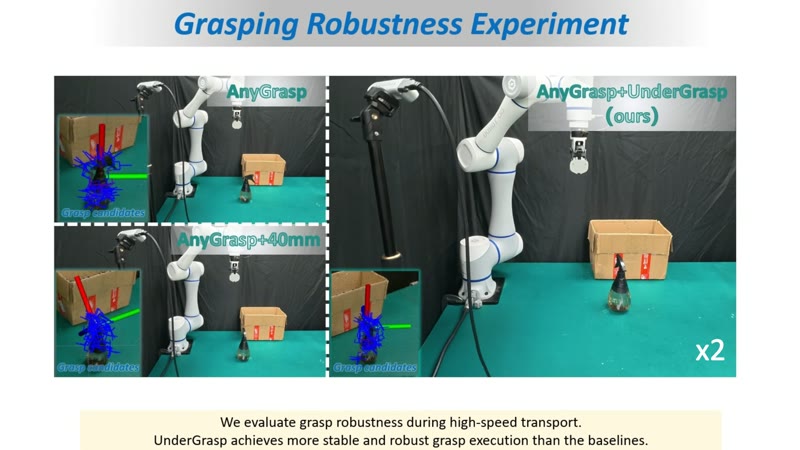 Grasping Robustness Experiment
AnyGrasp
Grasp candidates
AnyGrasp+40mm
Grasp candidates
AnyGrasp+UnderGrasp
(ours)
Grasp candidates
x2
We evaluate grasp robustness during high-speed transport.
UnderGrasp achieves more stable and robust grasp execution than the baselines.